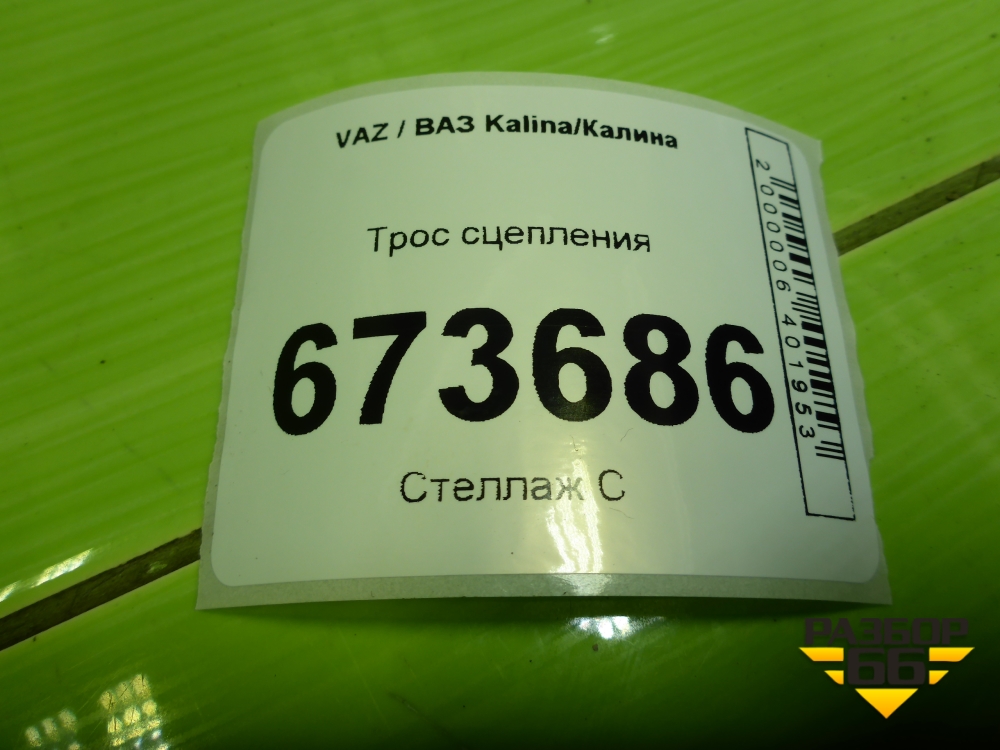 VAZ / ВАЗ Kalina/Калина
Трос сцепления
673686
Стеллаж С
2000006401953
РАЗБОР
66